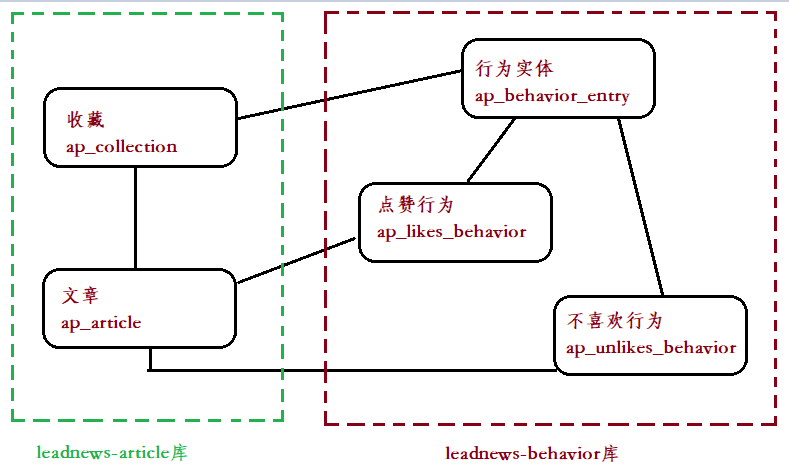 行为实体
ap_behavior_entry
收藏
ap_collection
点赞行为
ap_likes_behavior
文章
ap_article
不喜欢行为
ap_unlikes_behavior
leadnews-article库
leadnews-behavior库